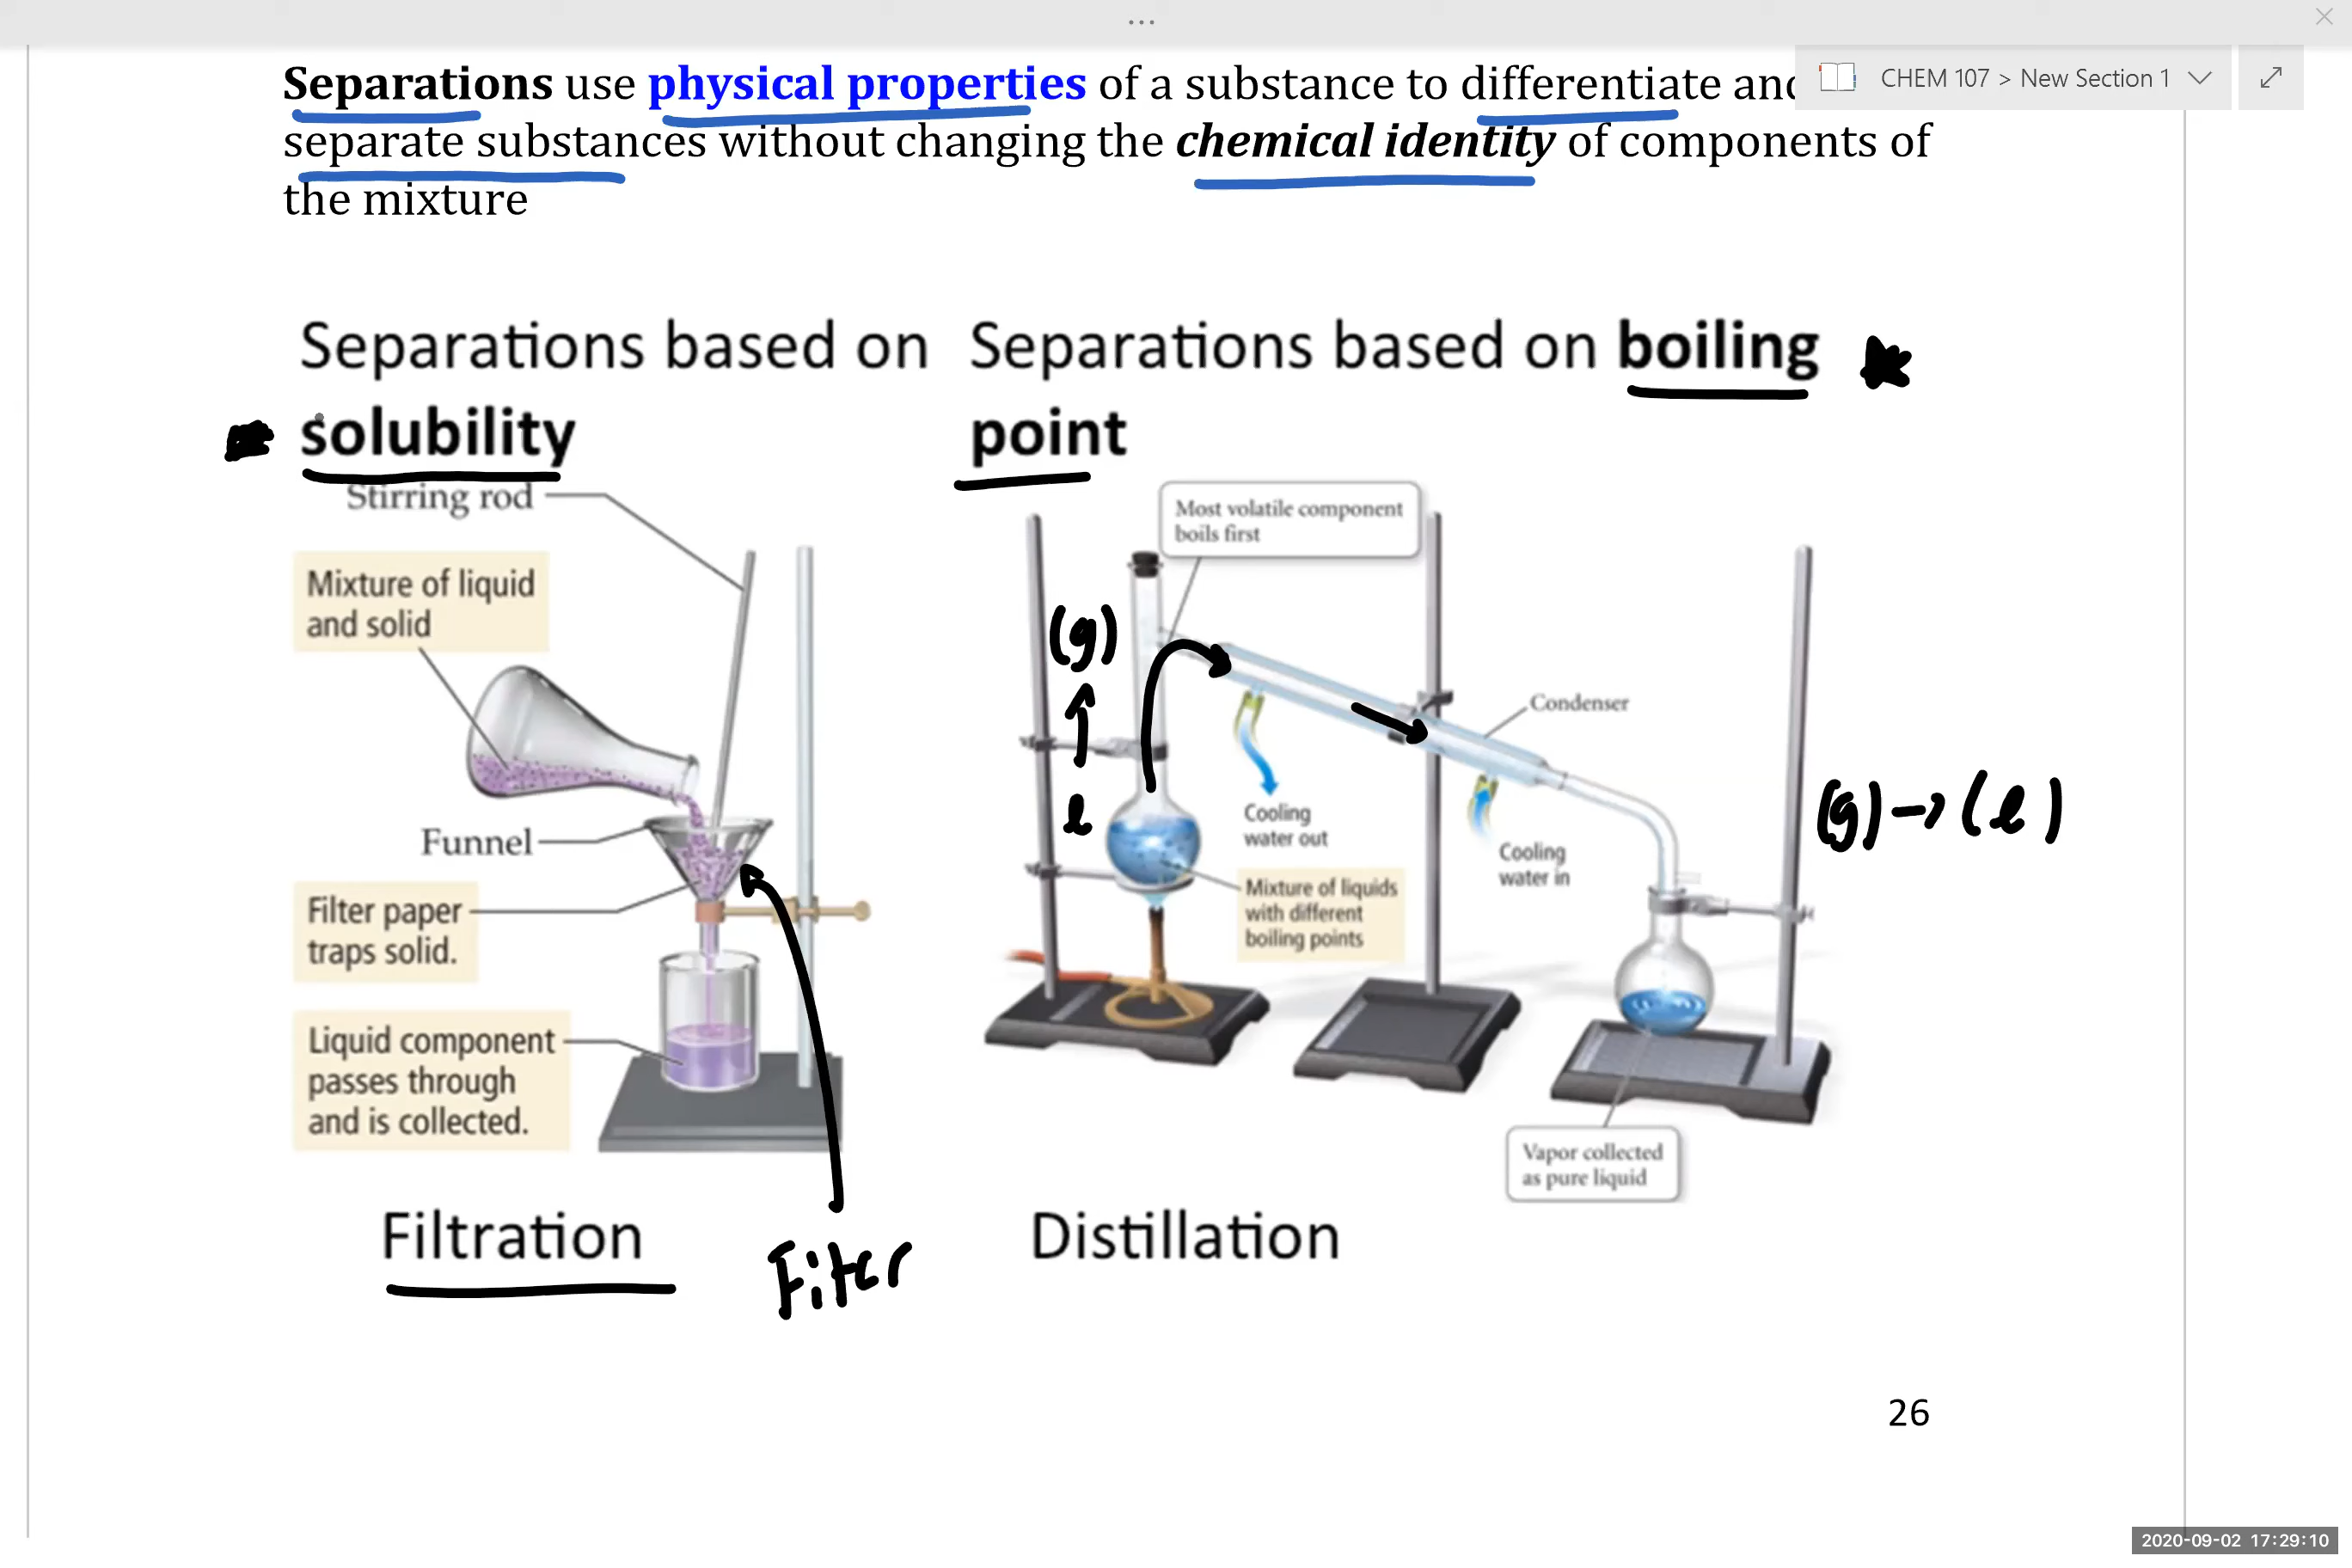 CHEM 107 > New Section 1
Separations use physical properties of a substance to differentiate and
separate substances without changing the chemical identity of components of
the mixture
Separations based on
solubility
Stirring rod
Mixture of liquid
and solid
Funnel
Filter paper
traps solid.
Liquid component
passes through
and is collected.
Filtration
Filter
Separations based on boiling
point
Most volatile component
boils first
(g)
↑
l
Condenser
Cooling
water out
Cooling
water in
Mixture of liquids
with different
boiling points
(g) → (l)
Vapor collected
as pure liquid
Distillation
26
2020-09-02 17:29:10